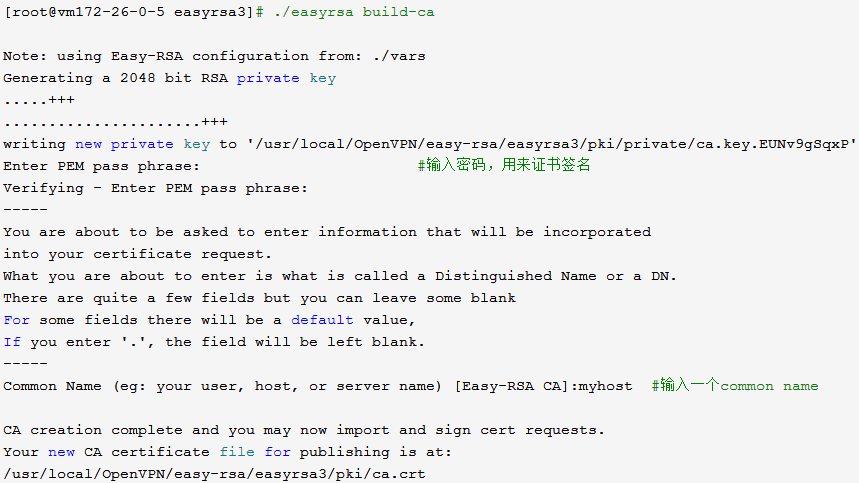 [root@vm172-26-0-5 easyrsa3]# ./easyrsa build-ca
Note: using Easy-RSA configuration from: ./vars
Generating a 2048 bit RSA private key
.....+++
......................+++
writing new private key to '/usr/local/OpenVPN/easy-rsa/easyrsa3/pki/private/ca.key.EUNv9gSqxP'
Enter PEM pass phrase: #输入密码，用来证书签名
Verifying - Enter PEM pass phrase:
-----
You are about to be asked to enter information that will be incorporated
into your certificate request.
What you are about to enter is what is called a Distinguished Name or a DN.
There are quite a few fields but you can leave some blank
For some fields there will be a default value,
If you enter '.', the field will be left blank.
-----
Common Name (eg: your user, host, or server name) [Easy-RSA CA]:myhost #输入一个common name
CA creation complete and you may now import and sign cert requests.
Your new CA certificate file for publishing is at:
/usr/local/OpenVPN/easy-rsa/easyrsa3/pki/ca.crt